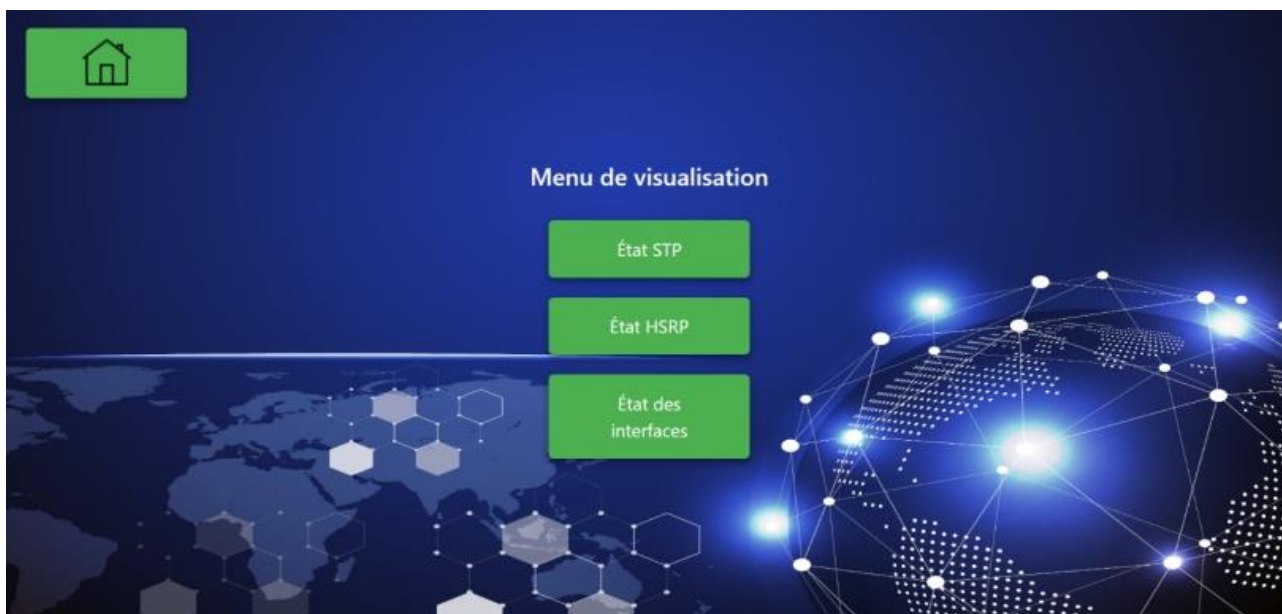 Menu de visualisation
État STP
État HSRP
État des
interfaces